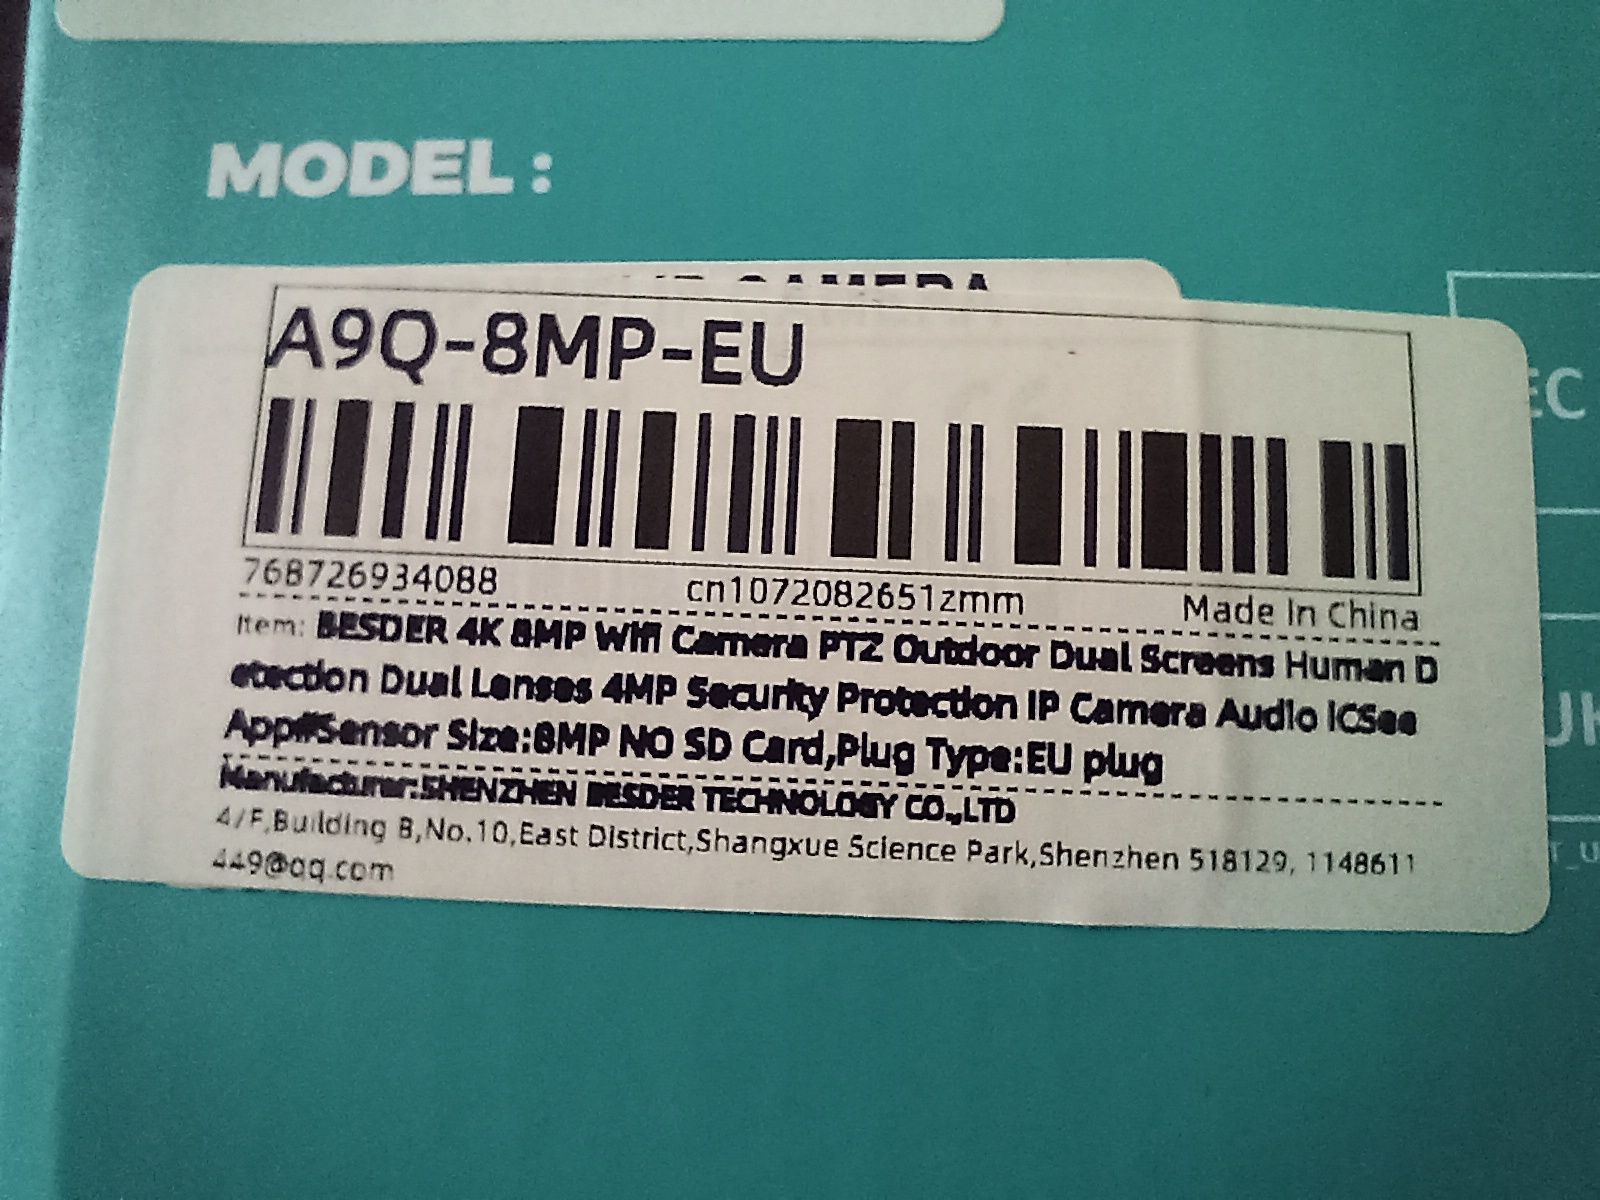 MODEL :
CAMERA
A9Q-8MP-EU
768726934088 cn1072082651zmm Made In China
Item: BESDER 4K 8MP Wifi Camera PTZ Outdoor Dual Screens Human D
etection Dual Lenses 4MP Security Protection IP Camera Audio ICSee
App##Sensor Size:8MP NO SD Card,Plug Type:EU plug
Manufacturer:SHENZHEN BESDER TECHNOLOGY CO.,LTD
4/F,Building B,No.10,East District,Shangxue Science Park,Shenzhen 518129, 1148611
449@qq.com
EC